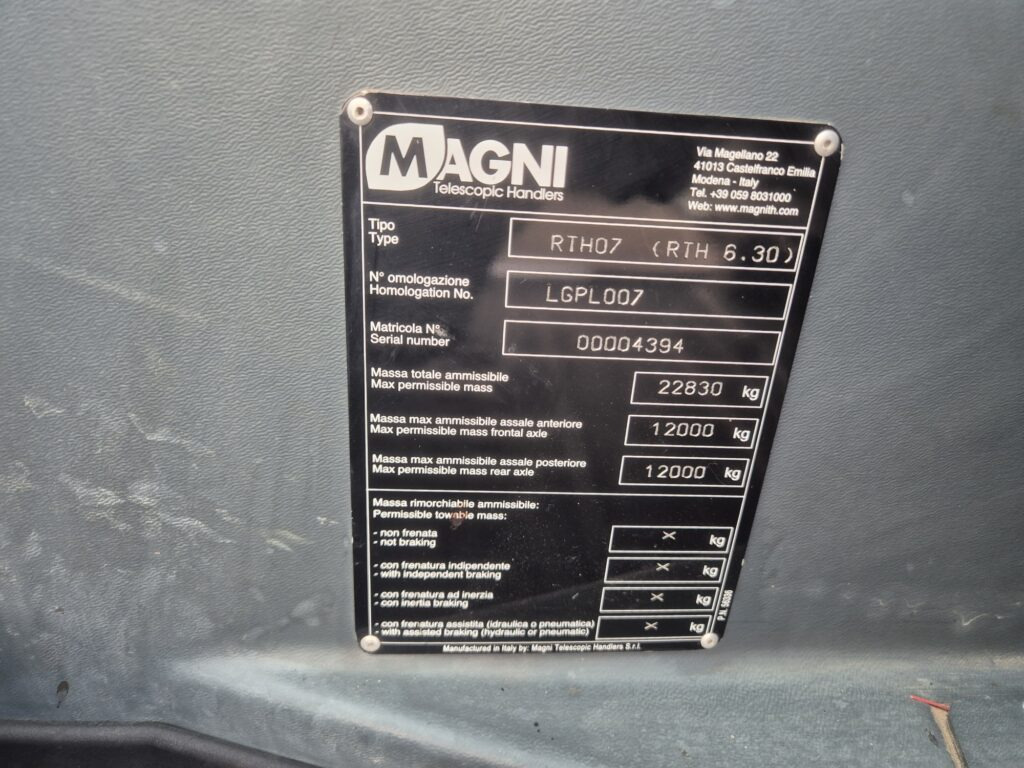 MAGNI
Telescopic Handlers
Via Magellano 22
41013 Castelfranco Emilia
Modena - Italy
Tel. +39 059 8031000
Web: www.magnith.com
Tipo
Type
RTH07 (RTH 6.30)
N° omologazione
Homologation No.
LGPL007
Matricola N°
Serial number
00004394
Massa totale ammissibile
Max permissible mass
22830 kg
Massa max ammissibile assale anteriore
Max permissible mass frontal axle
12000 kg
Massa max ammissibile assale posteriore
Max permissible mass rear axle
12000 kg
Massa rimorchiabile ammissibile:
Permissible towable mass:
- non frenata
- not braking
X kg
- con frenatura indipendente
- with independent braking
X kg
- con frenatura ad inerzia
- con inertia braking
X kg
- con frenatura assistita (idraulica o pneumatica)
- with assisted braking (hydraulic or pneumatic)
X kg
Manufactured in Italy by: Magni Telescopic Handlers S.r.l.